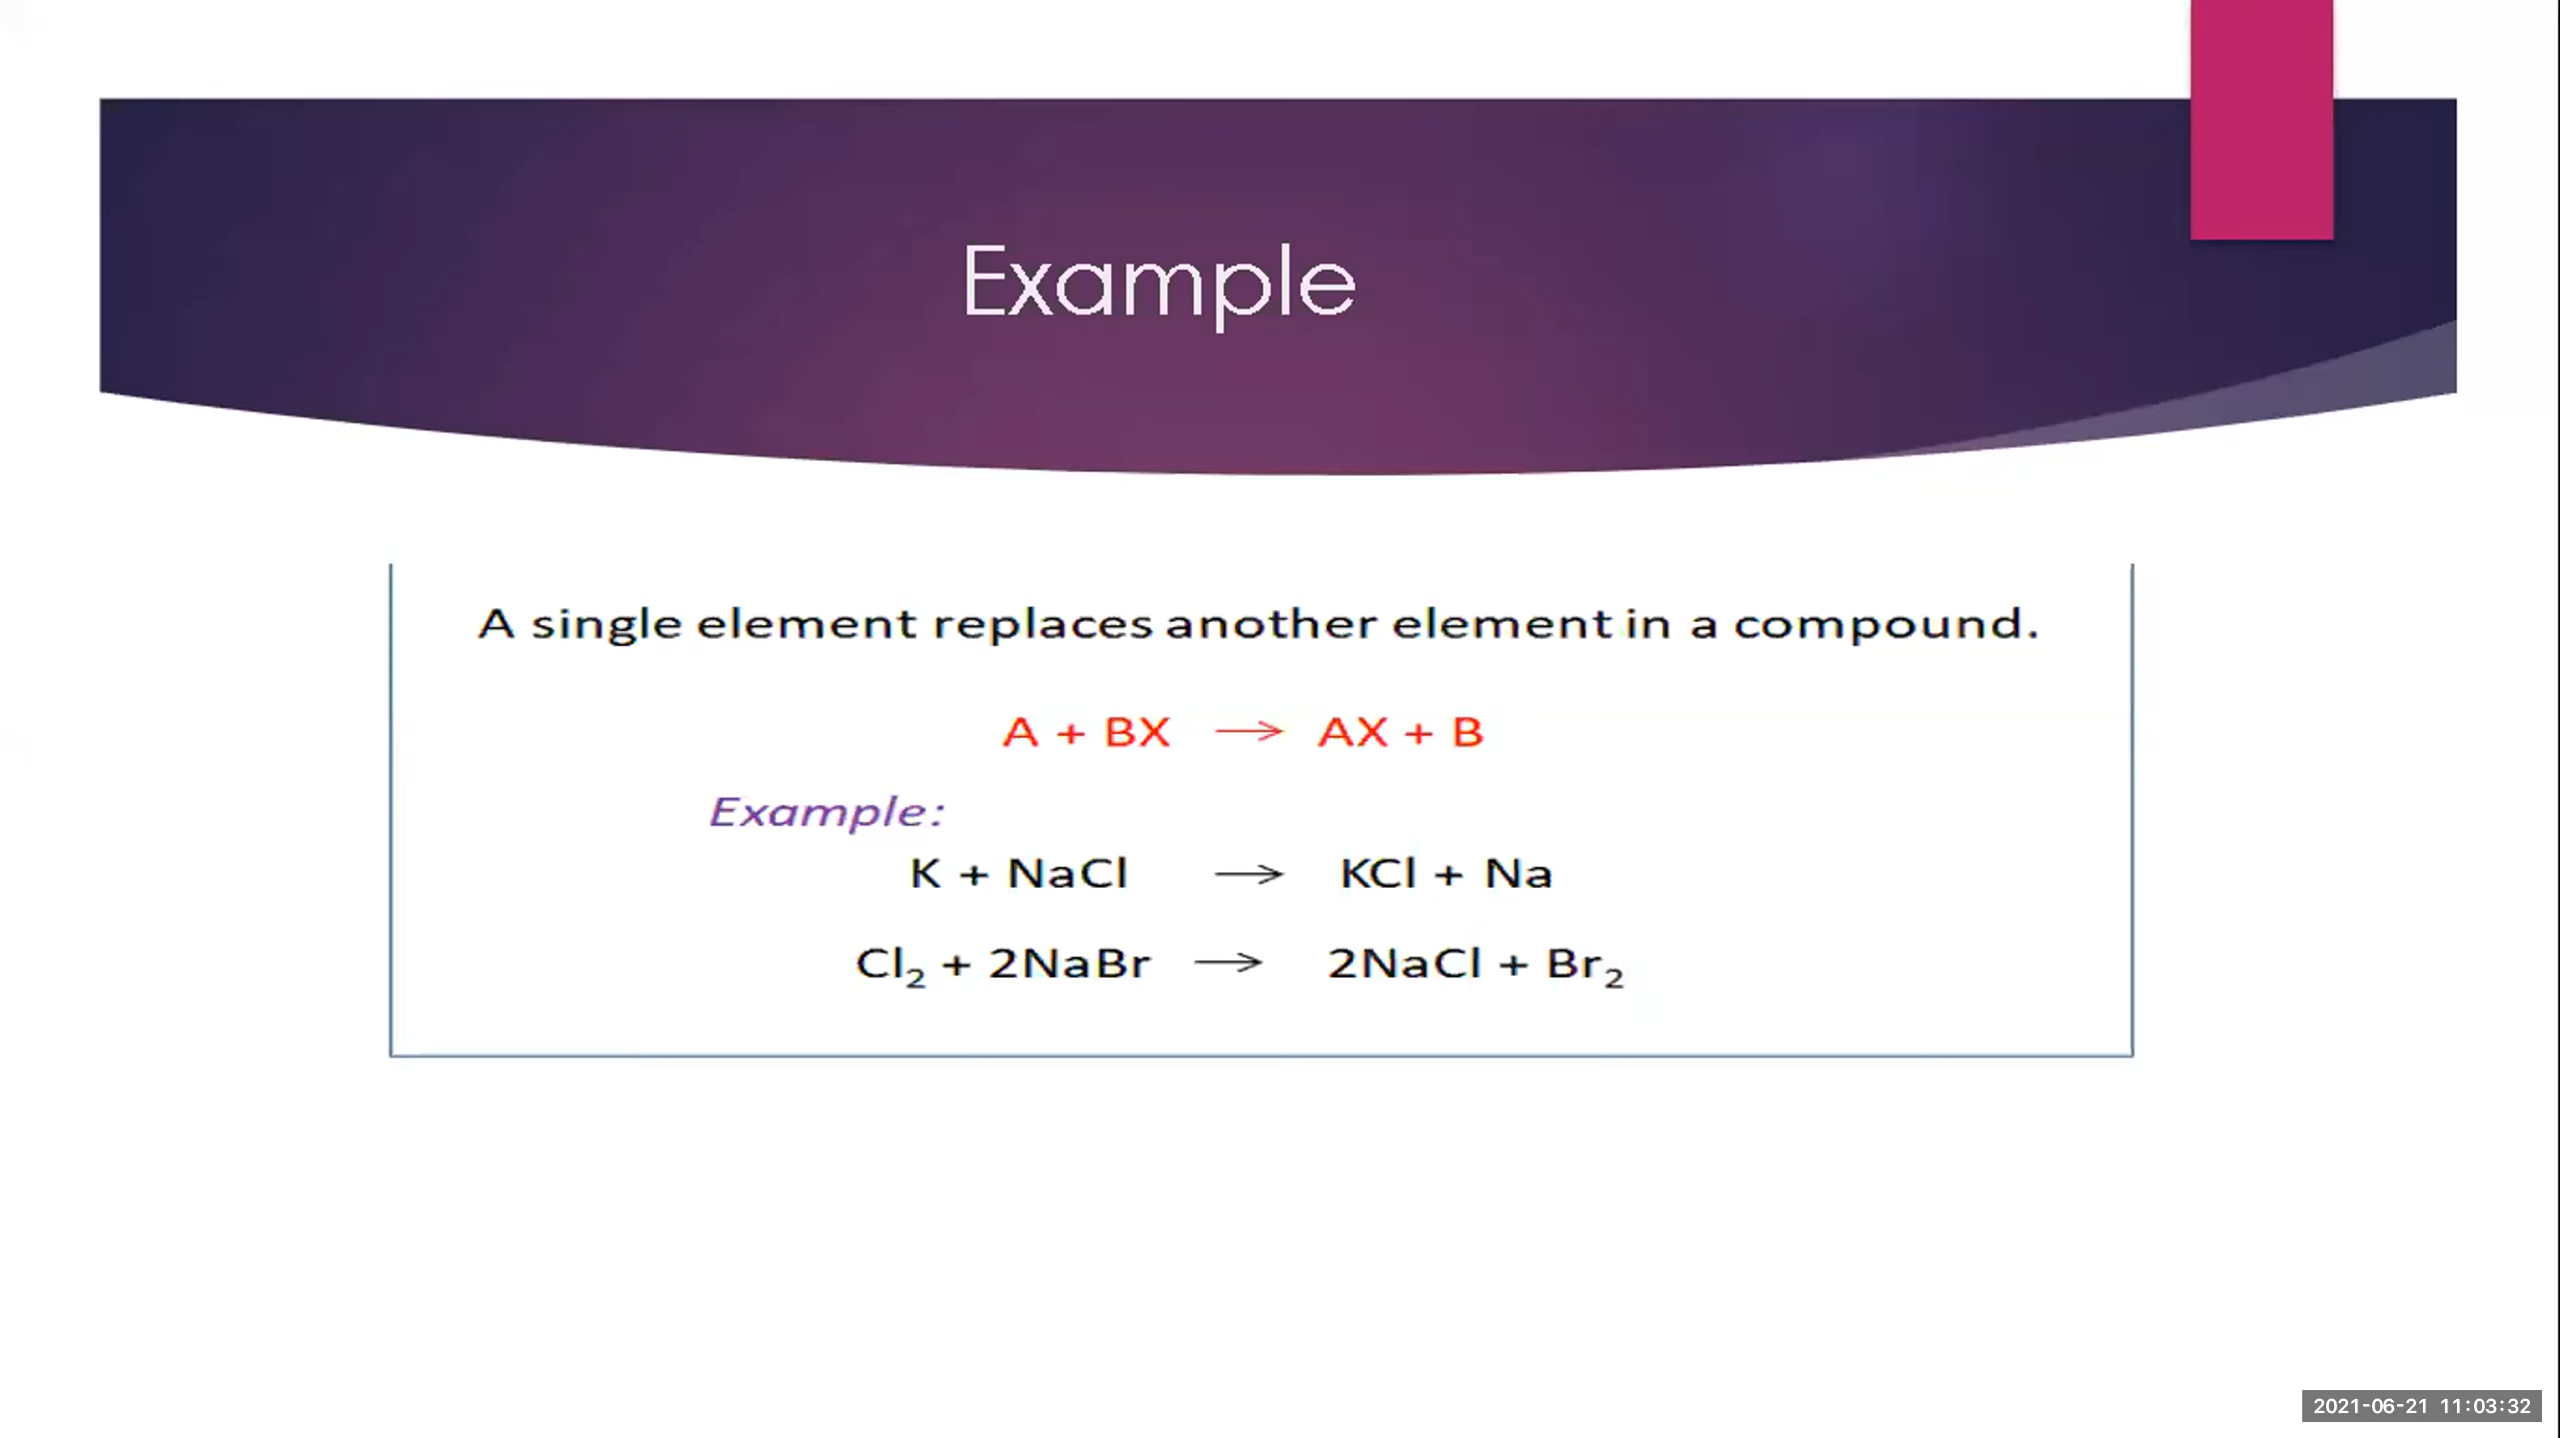 Example
A single element replaces another element in a compound.
A + BX → AX + B
Example:
K + NaCl → KCl + Na
Cl₂ + 2NaBr → 2NaCl + Br₂
2021-06-21 11:03:32